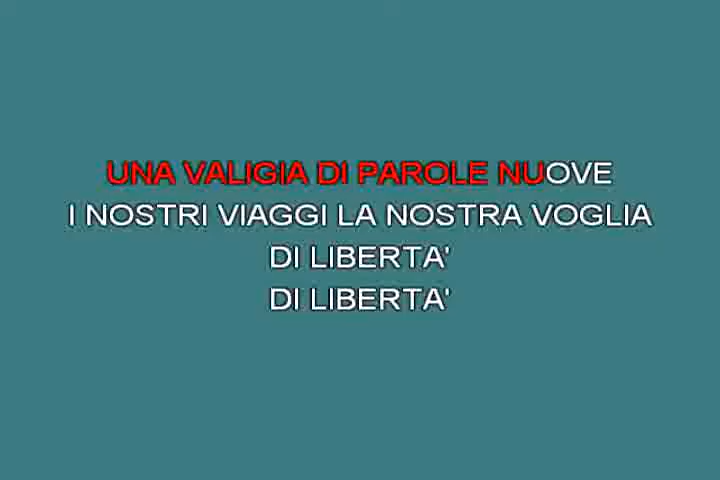 UNA VALIGIA DI PAROLE NUOVE
I NOSTRI VIAGGI LA NOSTRA VOGLIA
DI LIBERTA'
DI LIBERTA'